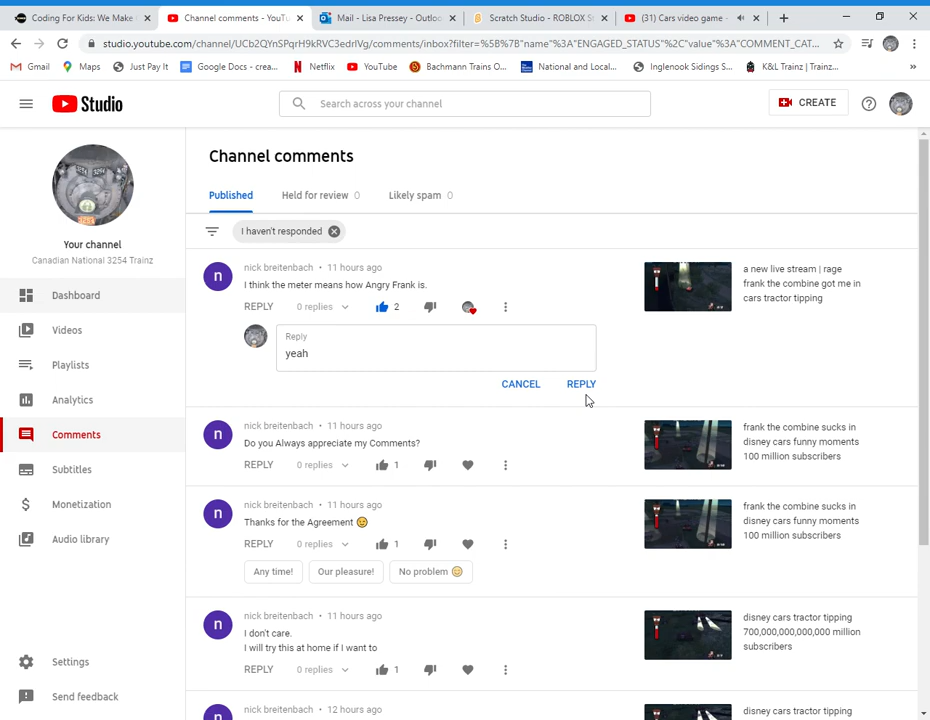 Coding For Kids: We Make
Channel comments - YouTu
Mail - Lisa Pressey - Outloo
Scratch Studio - ROBLOX S
(31) Cars video game -
studio.youtube.com/channel/UCb2QYnSPqrH9kRVC3edrIVg/comments/inbox?filter=%5B%7B"name"%3A"ENGAGED_STATUS"%2C"value"%3A"COMMENT_CAT...
Gmail
Maps
Just Pay It
Google Docs - crea...
Netflix
YouTube
Bachmann Trains O...
National and Local...
Inglenook Sidings S...
K&L Trainz | Trainz...
»
Studio
Search across your channel
CREATE
Your channel
Canadian National 3254 Trainz
Dashboard
Videos
Playlists
Analytics
Comments
Subtitles
Monetization
Audio library
Settings
Send feedback
Channel comments
Published
Held for review 0
Likely spam 0
I haven't responded
n
nick breitenbach • 11 hours ago
I think the meter means how Angry Frank is.
REPLY 0 replies 2
a new live stream | rage
frank the combine got me in
cars tractor tipping
Reply
yeah
CANCEL REPLY
n
nick breitenbach • 11 hours ago
Do you Always appreciate my Comments?
REPLY 0 replies 1
frank the combine sucks in
disney cars funny moments
100 million subscribers
n
nick breitenbach • 11 hours ago
Thanks for the Agreement 😉
REPLY 0 replies 1
Any time! Our pleasure! No problem 😊
frank the combine sucks in
disney cars funny moments
100 million subscribers
n
nick breitenbach • 11 hours ago
I don't care.
I will try this at home if I want to
REPLY 0 replies 1
disney cars tractor tipping
700,000,000,000,000 million
subscribers
n
nick breitenbach • 12 hours ago
disney cars tractor tipping